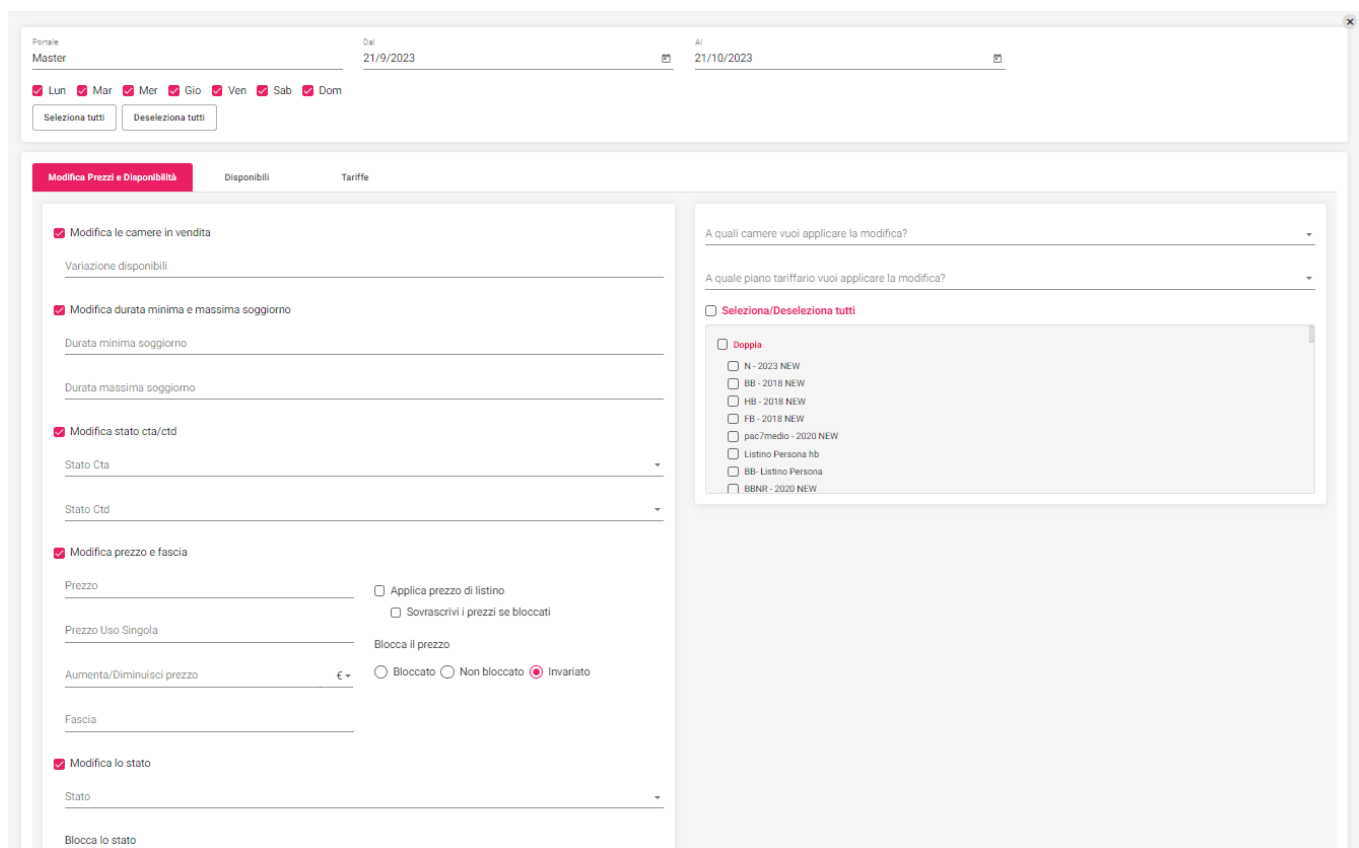 Portale
Master
Dal
21/9/2023
Al
21/10/2023
Lun Mar Mer Gio Ven Sab Dom
Seleziona tutti Deseleziona tutti
Modifica Prezzi e Disponibilità Disponibili Tariffe
Modifica le camere in vendita
Variazione disponibili
Modifica durata minima e massima soggiorno
Durata minima soggiorno
Durata massima soggiorno
Modifica stato cta/ctd
Stato Cta
Stato Ctd
Modifica prezzo e fascia
Prezzo
Prezzo Uso Singola
Aumenta/Diminuisci prezzo €
Fascia
Applica prezzo di listino
Sovrascrivi i prezzi se bloccati
Blocca il prezzo
Bloccato Non bloccato Invariato
Modifica lo stato
Stato
Blocca lo stato
A quali camere vuoi applicare la modifica?
A quale piano tariffario vuoi applicare la modifica?
Seleziona/Deseleziona tutti
Doppia
N - 2023 NEW
BB - 2018 NEW
HB - 2018 NEW
FB - 2018 NEW
pac7medio - 2020 NEW
Listino Persona hb
BB- Listino Persona
BBNR - 2020 NEW